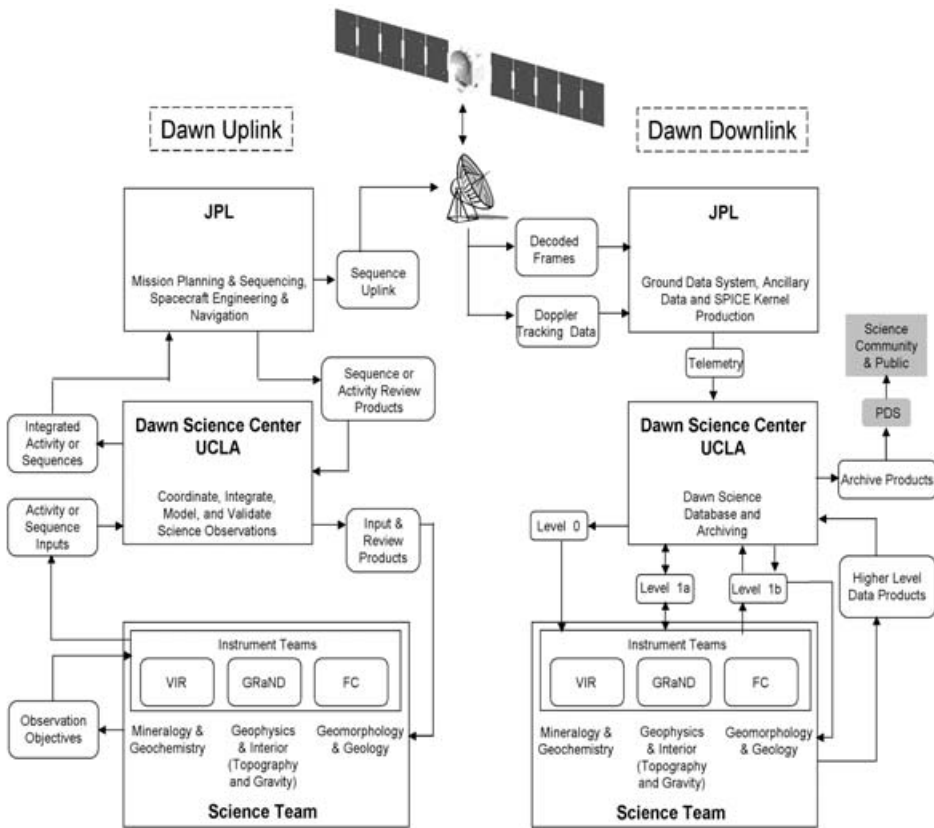 Dawn Uplink
Dawn Downlink
JPL
Mission Planning & Sequencing,
Spacecraft Engineering &
Navigation
Sequence
Uplink
Integrated
Activity or
Sequences
Sequence or
Activity Review
Products
Dawn Science Center
UCLA
Coordinate, Integrate,
Model, and Validate
Science Observations
Activity or
Sequence
Inputs
Input &
Review
Products
Instrument Teams
VIR
GRaND
FC
Observation
Objectives
Mineralogy &
Geochemistry
Geophysics
& Interior
(Topography
and Gravity)
Geomorphology
& Geology
Science Team
Decoded
Frames
Doppler
Tracking Data
JPL
Ground Data System, Ancillary
Data and SPICE Kernel
Production
Telemetry
Science
Community
& Public
PDS
Archive Products
Dawn Science Center
UCLA
Dawn Science
Database and
Archiving
Level 0
Level 1a
Level 1b
Higher Level
Data Products
Instrument Teams
VIR
GRaND
FC
Mineralogy &
Geochemistry
Geophysics
& Interior
(Topography
and Gravity)
Geomorphology
& Geology
Science Team